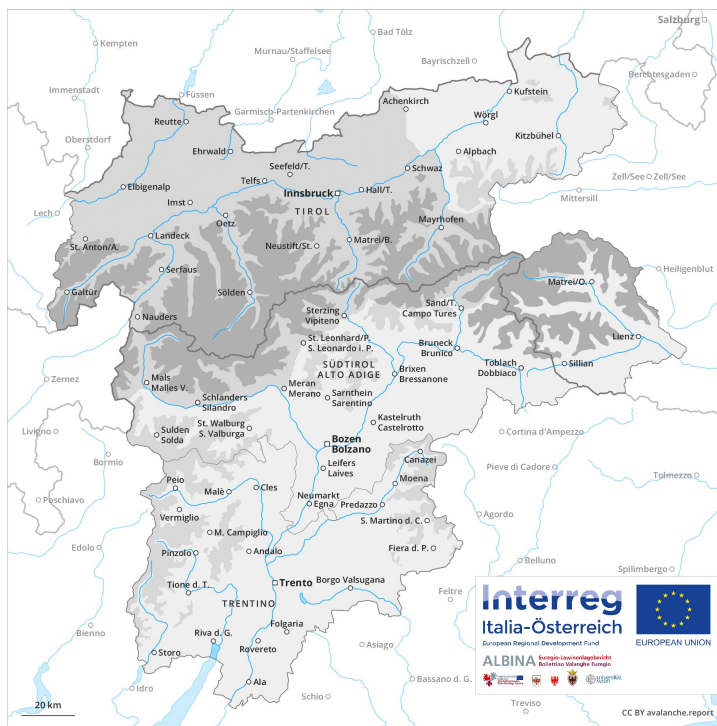 Salzburg
Kempten
Bad Tölz
Murnau/Staffelsee
Bayrischzell
Berchtesgaden
Immenstadt
Füssen
Garmisch-Partenkirchen
Achenkirch
Kufstein
Reutte
Wörgl
Oberstdorf
Ehrwald
Kitzbühel
Seefeld/T.
Alpbach
Telfs
Schwaz
Zell/See
Zell/See
Elbigenalp
Innsbruck
Hall/T.
Mittersill
Imst
TIROL
Lech
Oetz
Mayrhofen
St. Anton/A.
Landeck
Neustift/St.
Matrei/B.
Serfaus
Heiligenblut
Galtür
Sölden
Matrei/O.
Nauders
Sterzing
Vipiteno
Sand/T.
Campo Tures
St. Leonhard/P.
S. Leonardo i. P.
Bruneck
Brunico
Lienz
SÜDTIROL
ALTO ADIGE
Toblach
Dobbiaco
Sillian
Zernez
Mals
Malles V.
Meran
Merano
Brixen
Bressanone
Schlanders
Silandro
Sarnthein
Sarentino
St. Walburg
S. Valburga
Kastelruth
Castelrotto
Livigno
Sulden
Solda
Bozen
Bolzano
Cortina d'Ampezzo
Bormio
Leifers
Laives
Canazei
Pieve di Cadore
Tolmezzo
Peio
Moena
Poschiavo
Malè
Cles
Neumarkt
Egna
Predazzo
Agordo
Vermiglio
S. Martino d. C.
M. Campiglio
Edolo
Pinzolo
Andalo
Fiera d. P.
Belluno
Spilimbergo
Tione d. T.
Trento
Borgo Valsugana
Feltre
TRENTINO
Bienno
Folgaria
Riva d. G.
Rovereto
Asiago
Storo
Bassano d. G.
Idro
Ala
Schio
Treviso
Interreg
Italia-Österreich
European Regional Development Fund
EUROPEAN UNION
ALBINA
Euregio-Lawinenlagebericht
Bollettino Valanghe Euregio
universität
wien
20 km
CC BY avalanche.report